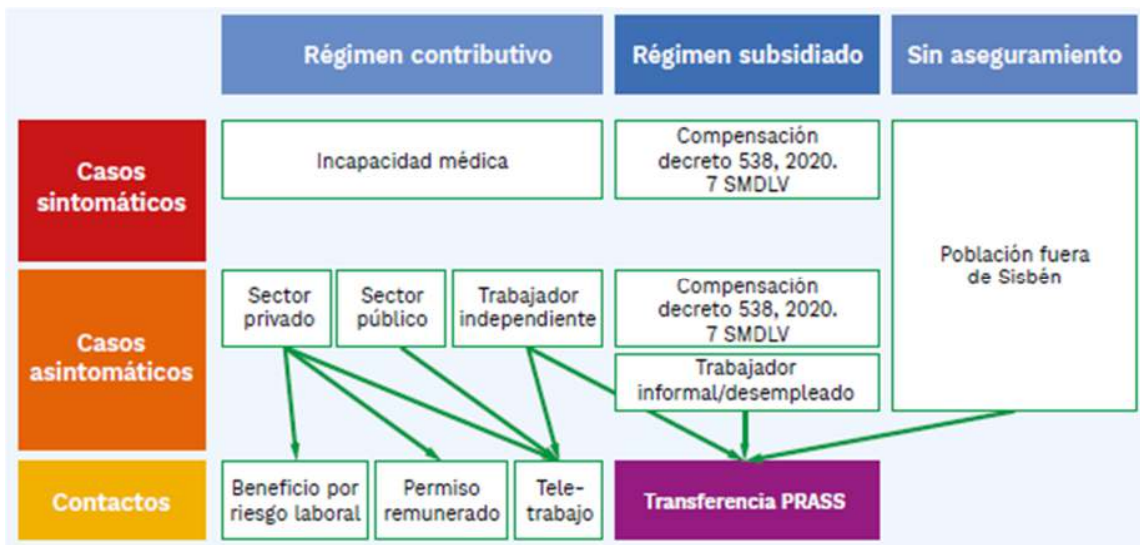 Régimen contributivo
Régimen subsidiado
Sin aseguramiento
Casos
sintomáticos
Incapacidad médica
Compensación
decreto 538, 2020.
7 SMDLV
Población fuera
de Sisbén
Casos
asintomáticos
Sector
privado
Sector
público
Trabajador
independiente
Compensación
decreto 538, 2020.
7 SMDLV
Trabajador
informal/desempleado
Contactos
Beneficio por
riesgo laboral
Permiso
remunerado
Tele-
trabajo
Transferencia PRASS